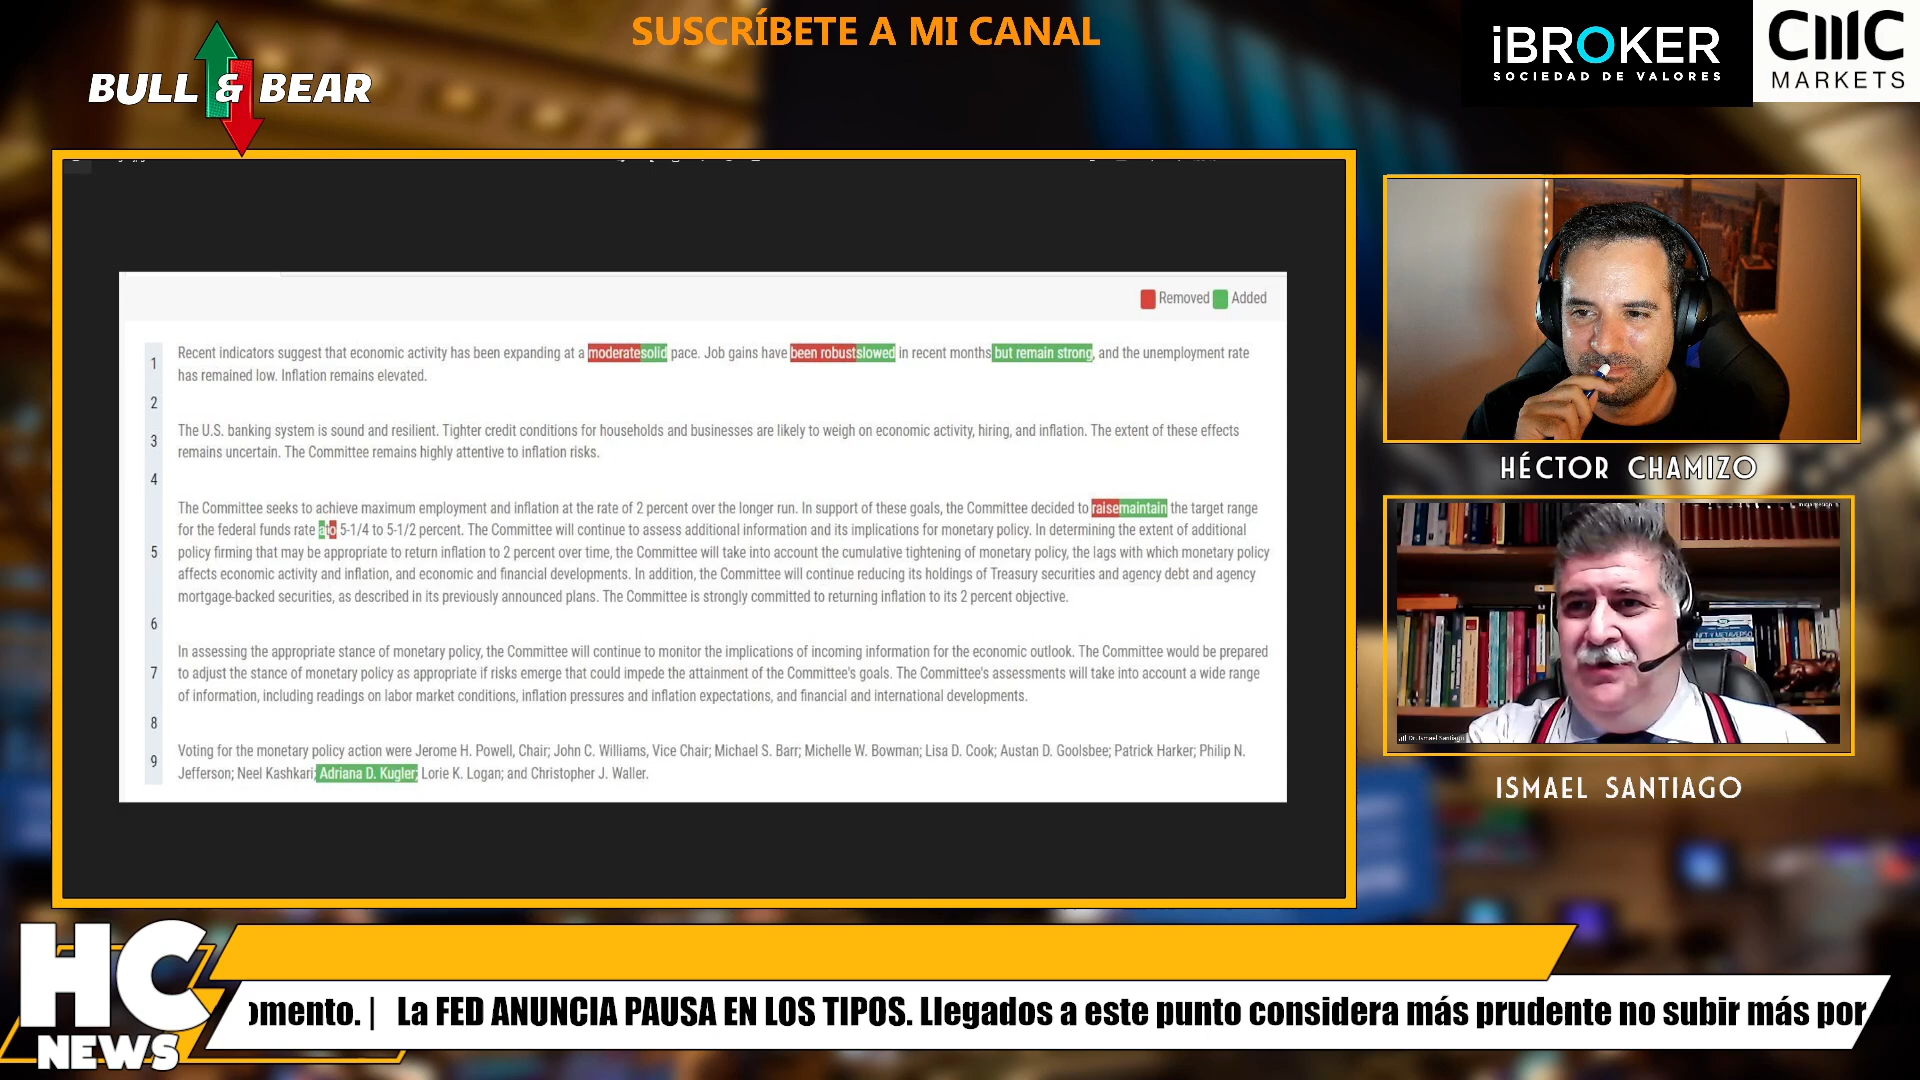 SUSCRÍBETE A MI CANAL
BULL & BEAR
iBROKER
SOCIEDAD DE VALORES
CMC
MARKETS
Removed Added
1
Recent indicators suggest that economic activity has been expanding at a moderatesolid pace. Job gains have been robustslowed in recent months but remain strong, and the unemployment rate
has remained low. Inflation remains elevated.
2
3
The U.S. banking system is sound and resilient. Tighter credit conditions for households and businesses are likely to weigh on economic activity, hiring, and inflation. The extent of these effects
remains uncertain. The Committee remains highly attentive to inflation risks.
4
The Committee seeks to achieve maximum employment and inflation at the rate of 2 percent over the longer run. In support of these goals, the Committee decided to raisemaintain the target range
for the federal funds rate ato 5-1/4 to 5-1/2 percent. The Committee will continue to assess additional information and its implications for monetary policy. In determining the extent of additional
5
policy firming that may be appropriate to return inflation to 2 percent over time, the Committee will take into account the cumulative tightening of monetary policy, the lags with which monetary policy
affects economic activity and inflation, and economic and financial developments. In addition, the Committee will continue reducing its holdings of Treasury securities and agency debt and agency
mortgage-backed securities, as described in its previously announced plans. The Committee is strongly committed to returning inflation to its 2 percent objective.
6
In assessing the appropriate stance of monetary policy, the Committee will continue to monitor the implications of incoming information for the economic outlook. The Committee would be prepared
7
to adjust the stance of monetary policy as appropriate if risks emerge that could impede the attainment of the Committee's goals. The Committee's assessments will take into account a wide range
of information, including readings on labor market conditions, inflation pressures and inflation expectations, and financial and international developments.
8
Voting for the monetary policy action were Jerome H. Powell, Chair; John C. Williams, Vice Chair; Michael S. Barr; Michelle W. Bowman; Lisa D. Cook; Austan D. Goolsbee; Patrick Harker; Philip N.
9
Jefferson; Neel Kashkari; Adriana D. Kugler; Lorie K. Logan; and Christopher J. Waller.
HÉCTOR CHAMIZO
NFT Y METAVERSO
Dr. Ismael Santiago
ISMAEL SANTIAGO
HC
NEWS
omento. | La FED ANUNCIA PAUSA EN LOS TIPOS. Llegados a este punto considera más prudente no subir más por